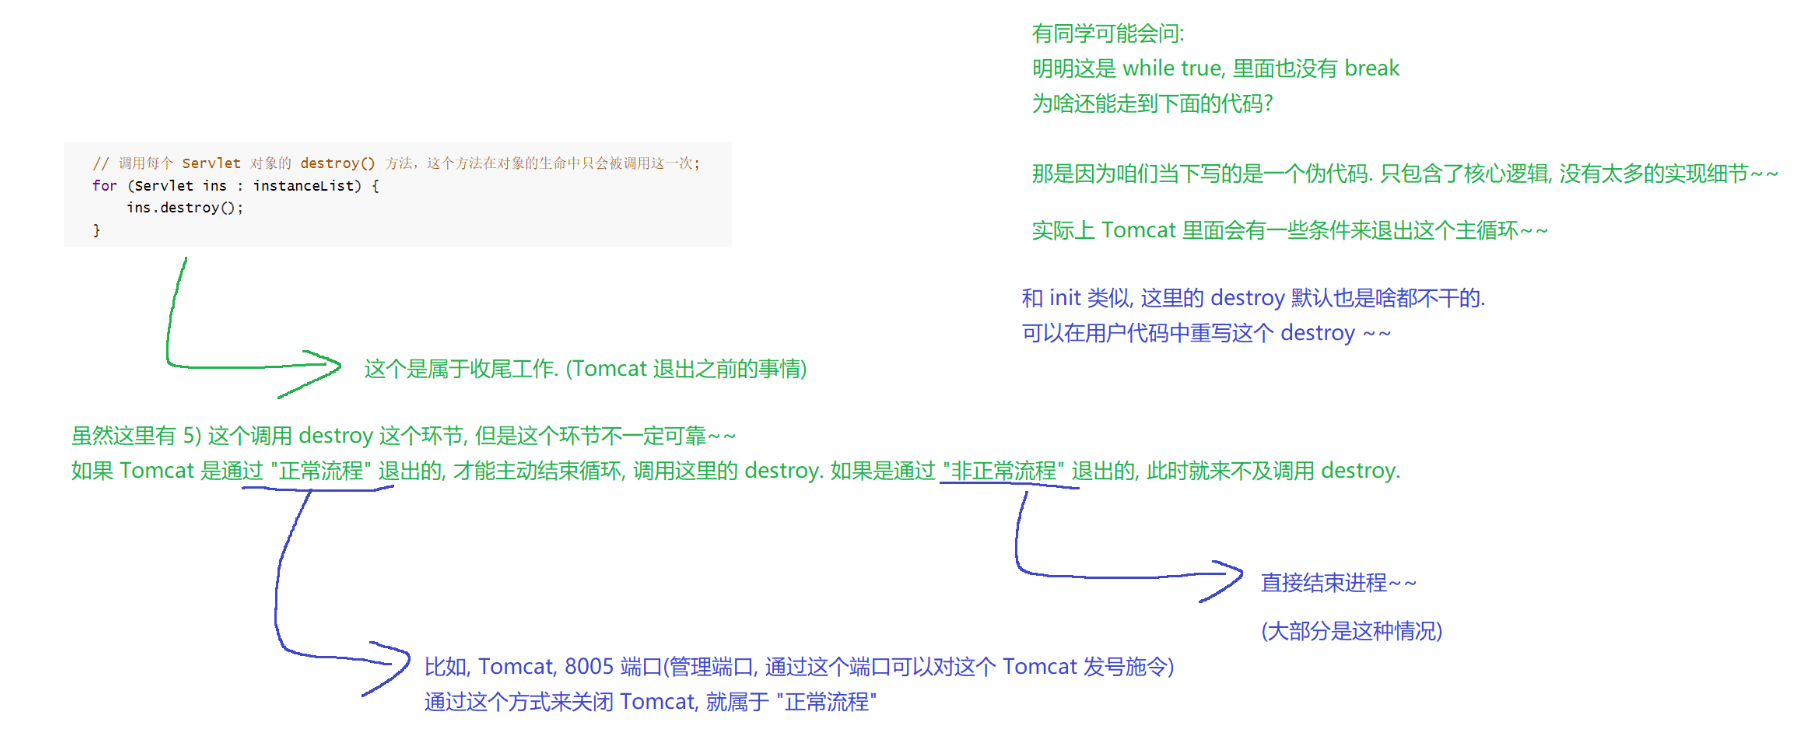 有同学可能会问:
明明这是 while true, 里面也没有 break
为啥还能走到下面的代码?
// 调用每个 Servlet 对象的 destroy() 方法，这个方法在对象的生命中只会被调用这一次;
for (Servlet ins : instanceList) {
ins.destroy();
}
那是因为咱们当下写的是一个伪代码. 只包含了核心逻辑, 没有太多的实现细节~~
实际上 Tomcat 里面会有一些条件来退出这个主循环~~
和 init 类似, 这里的 destroy 默认也是啥都不干的.
可以在用户代码中重写这个 destroy ~~
这个是属于收尾工作. (Tomcat 退出之前的事情)
虽然这里有 5) 这个调用 destroy 这个环节, 但是这个环节不一定可靠~~
如果 Tomcat 是通过 "正常流程" 退出的, 才能主动结束循环, 调用这里的 destroy. 如果是通过 "非正常流程" 退出的, 此时就来不及调用 destroy.
直接结束进程~~
(大部分是这种情况)
比如, Tomcat, 8005 端口(管理端口, 通过这个端口可以对这个 Tomcat 发号施令)
通过这个方式来关闭 Tomcat, 就属于 "正常流程"